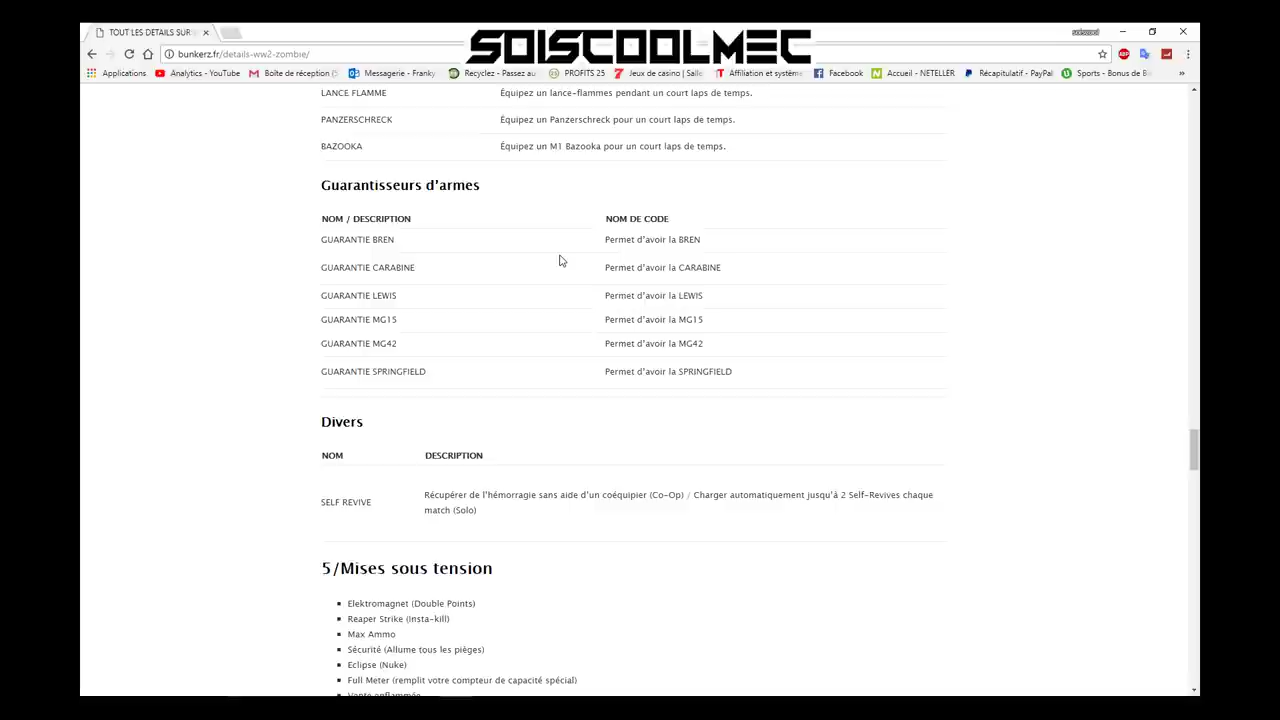 TOUT LES DETAILS SUR
SOISCOOLMEC
soiscool
bunkerz.fr/details-ww2-zombie/
Applications Analytics - YouTube Boîte de réception (5 Messagerie - Franky Recyclez - Passez au PROFITS 25 Jeux de casino | Salle Affiliation et système Facebook Accueil - NETELLER Récapitulatif - PayPal Sports - Bonus de Bi »
LANCE FLAMME Équipez un lance-flammes pendant un court laps de temps.
PANZERSCHRECK Équipez un Panzerschreck pour un court laps de temps.
BAZOOKA Équipez un M1 Bazooka pour un court laps de temps.
Guarantisseurs d'armes
NOM / DESCRIPTION NOM DE CODE
GUARANTIE BREN Permet d'avoir la BREN
GUARANTIE CARABINE Permet d'avoir la CARABINE
GUARANTIE LEWIS Permet d'avoir la LEWIS
GUARANTIE MG15 Permet d'avoir la MG15
GUARANTIE MG42 Permet d'avoir la MG42
GUARANTIE SPRINGFIELD Permet d'avoir la SPRINGFIELD
Divers
NOM DESCRIPTION
SELF REVIVE Récupérer de l'hémorragie sans aide d'un coéquipier (Co-Op) / Charger automatiquement jusqu'à 2 Self-Revives chaque
match (Solo)
5/Mises sous tension
Elektromagnet (Double Points)
Reaper Strike (Insta-kill)
Max Ammo
Sécurité (Allume tous les pièges)
Eclipse (Nuke)
Full Meter (remplit votre compteur de capacité spécial)
Vente enflammée